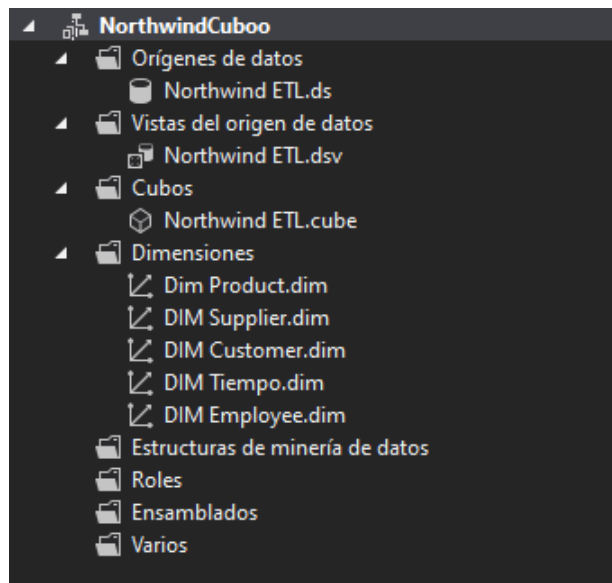 NorthwindCuboo
Orígenes de datos
Northwind ETL.ds
Vistas del origen de datos
Northwind ETL.dsv
Cubos
Northwind ETL.cube
Dimensiones
Dim Product.dim
DIM Supplier.dim
DIM Customer.dim
DIM Tiempo.dim
DIM Employee.dim
Estructuras de minería de datos
Roles
Ensamblados
Varios